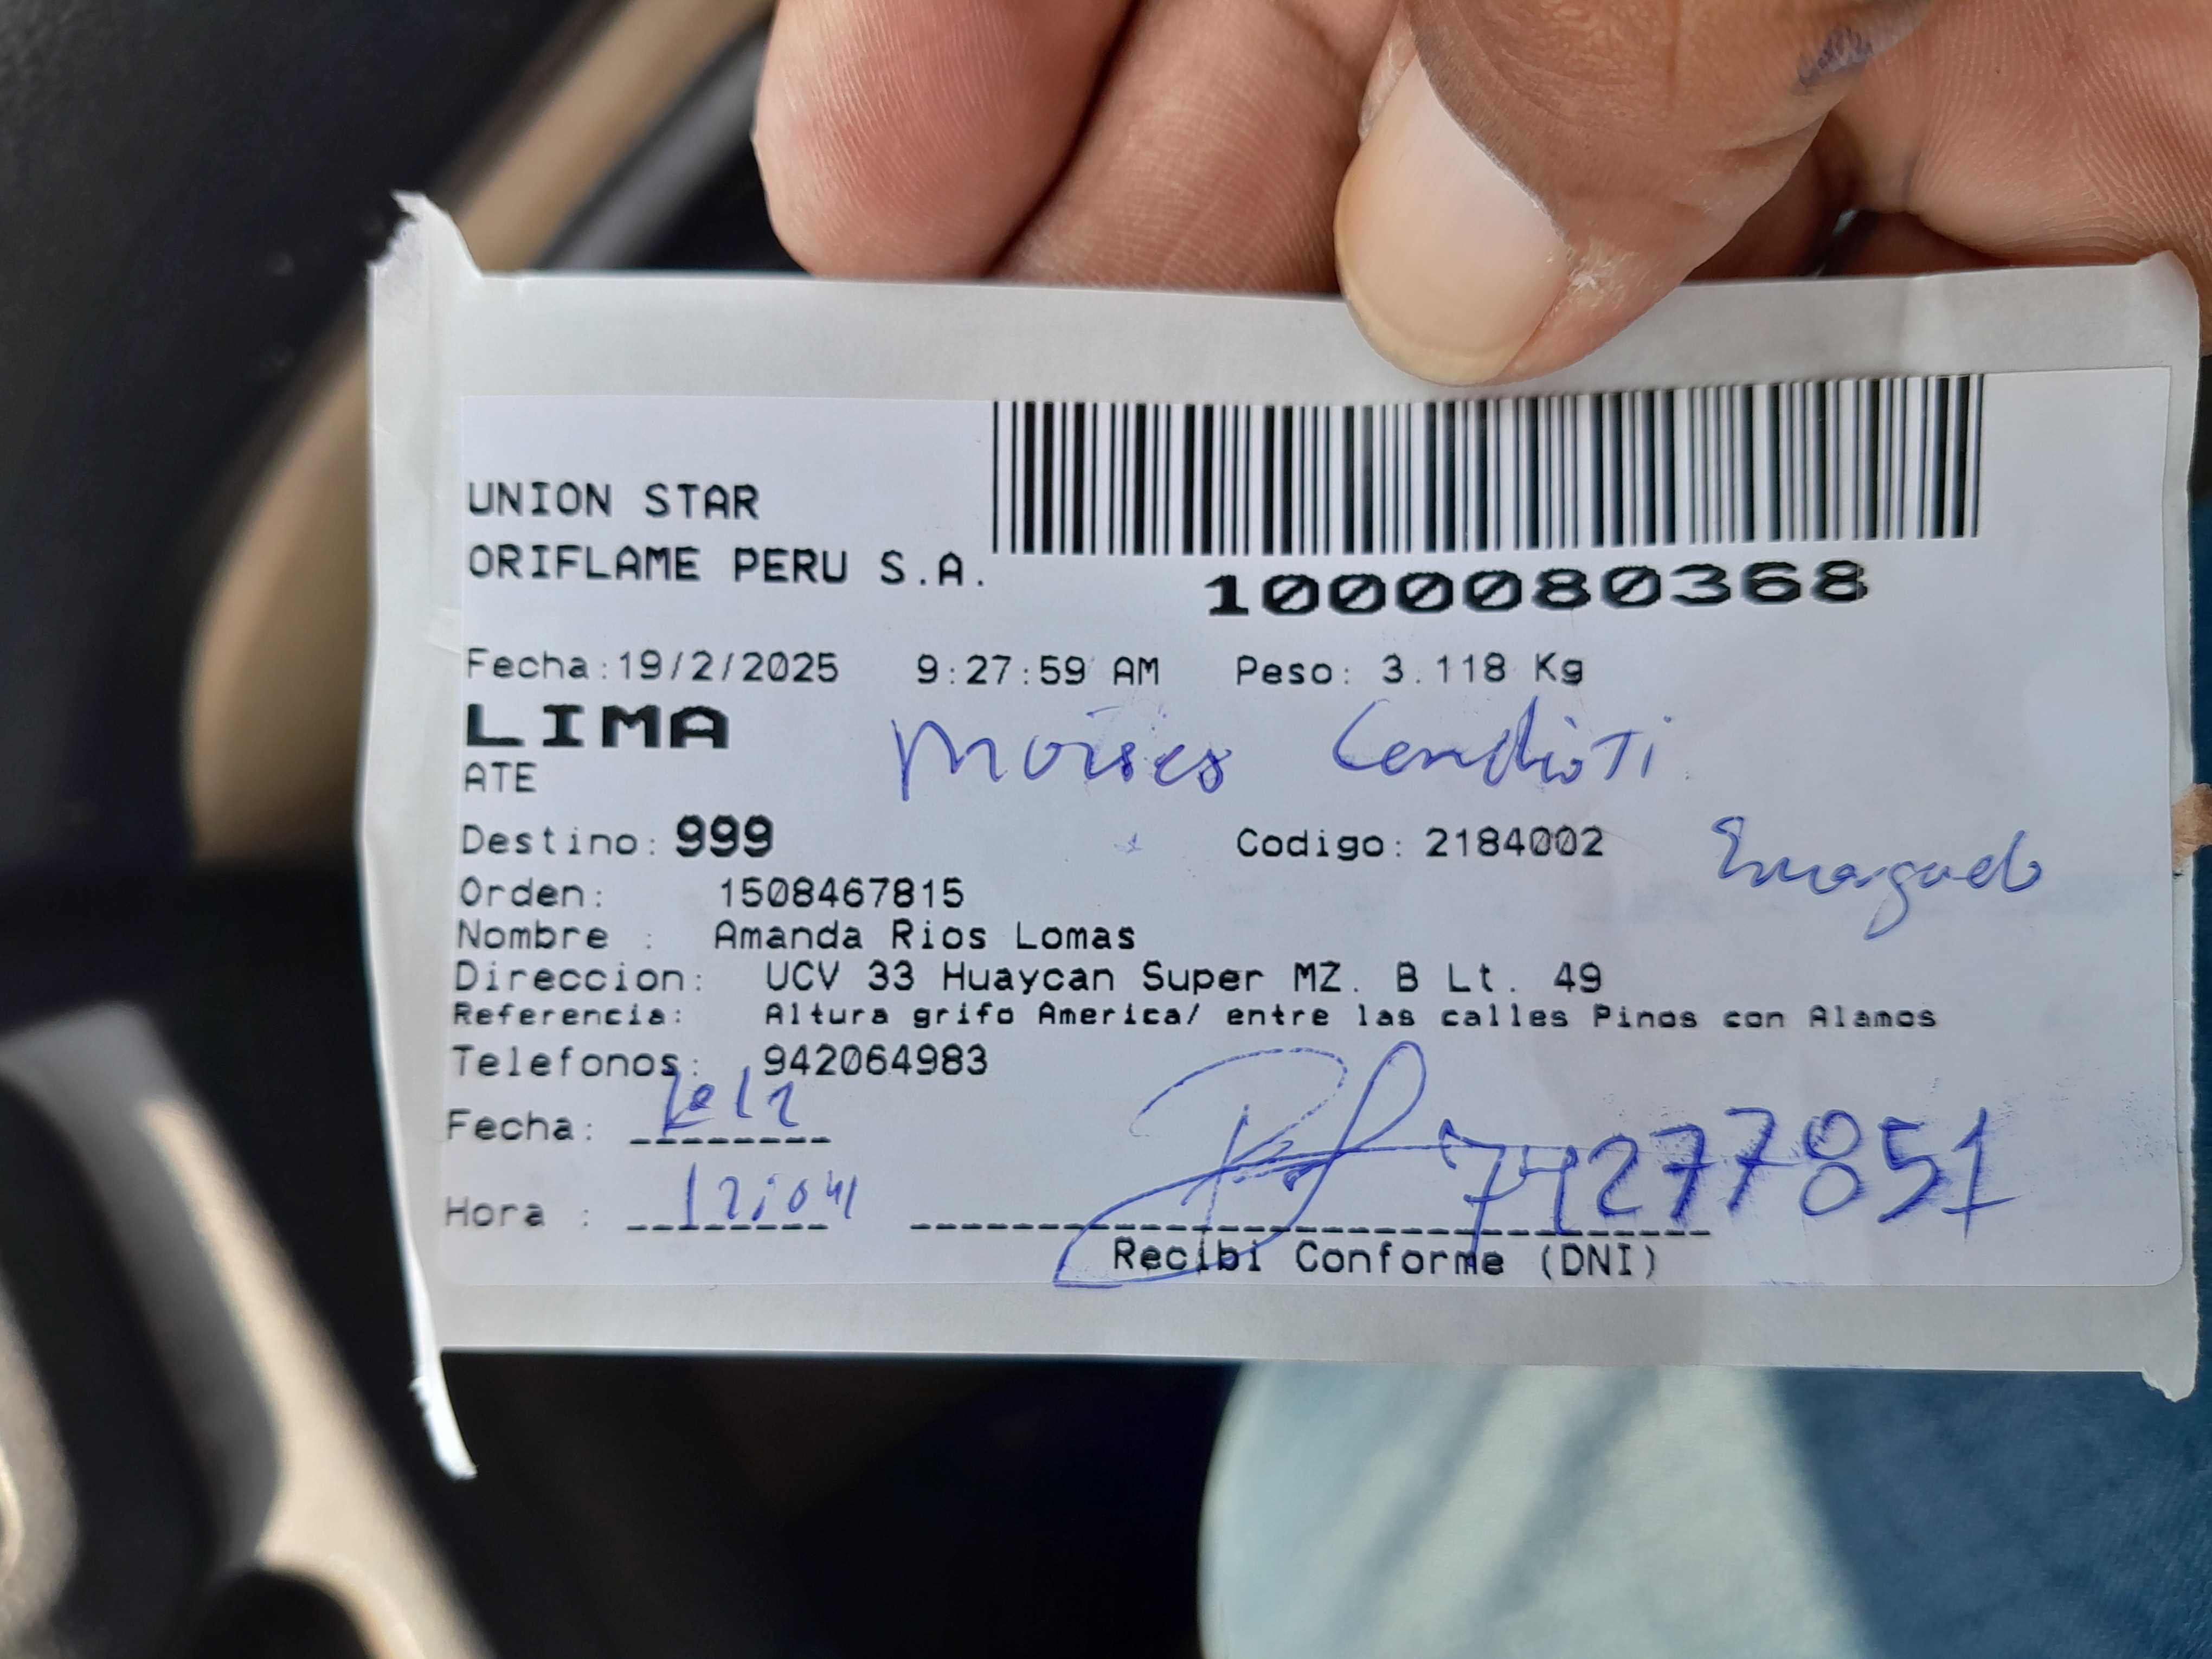 UNION STAR
ORIFLAME PERU S.A.
1000080368
Fecha:19/2/2025 9:27:59 AM Peso: 3.118 Kg
LIMA
Moises
ATE
Destino: 999 Codigo: 2184002
Orden: 1508467815
Nombre : Amanda Rios Lomas
Direccion: UCV 33 Huaycan Super MZ. B Lt. 49
Referencia: Altura grifo America/ entre las calles Pinos con Alamos
Telefonos: 942064983
Fecha:
74277851
Hora : 12:04
Recibi Conforme (DNI)